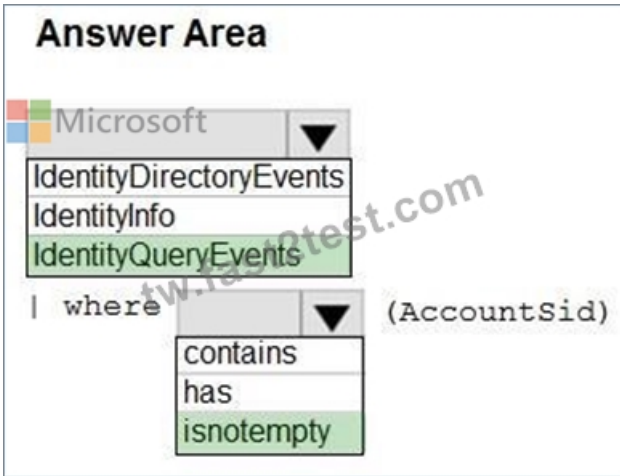 Answer Area
Microsoft
IdentityDirectoryEvents
IdentityInfo
IdentityQueryEvents
tw.fast2test.com
| where (AccountSid)
contains
has
isnotempty